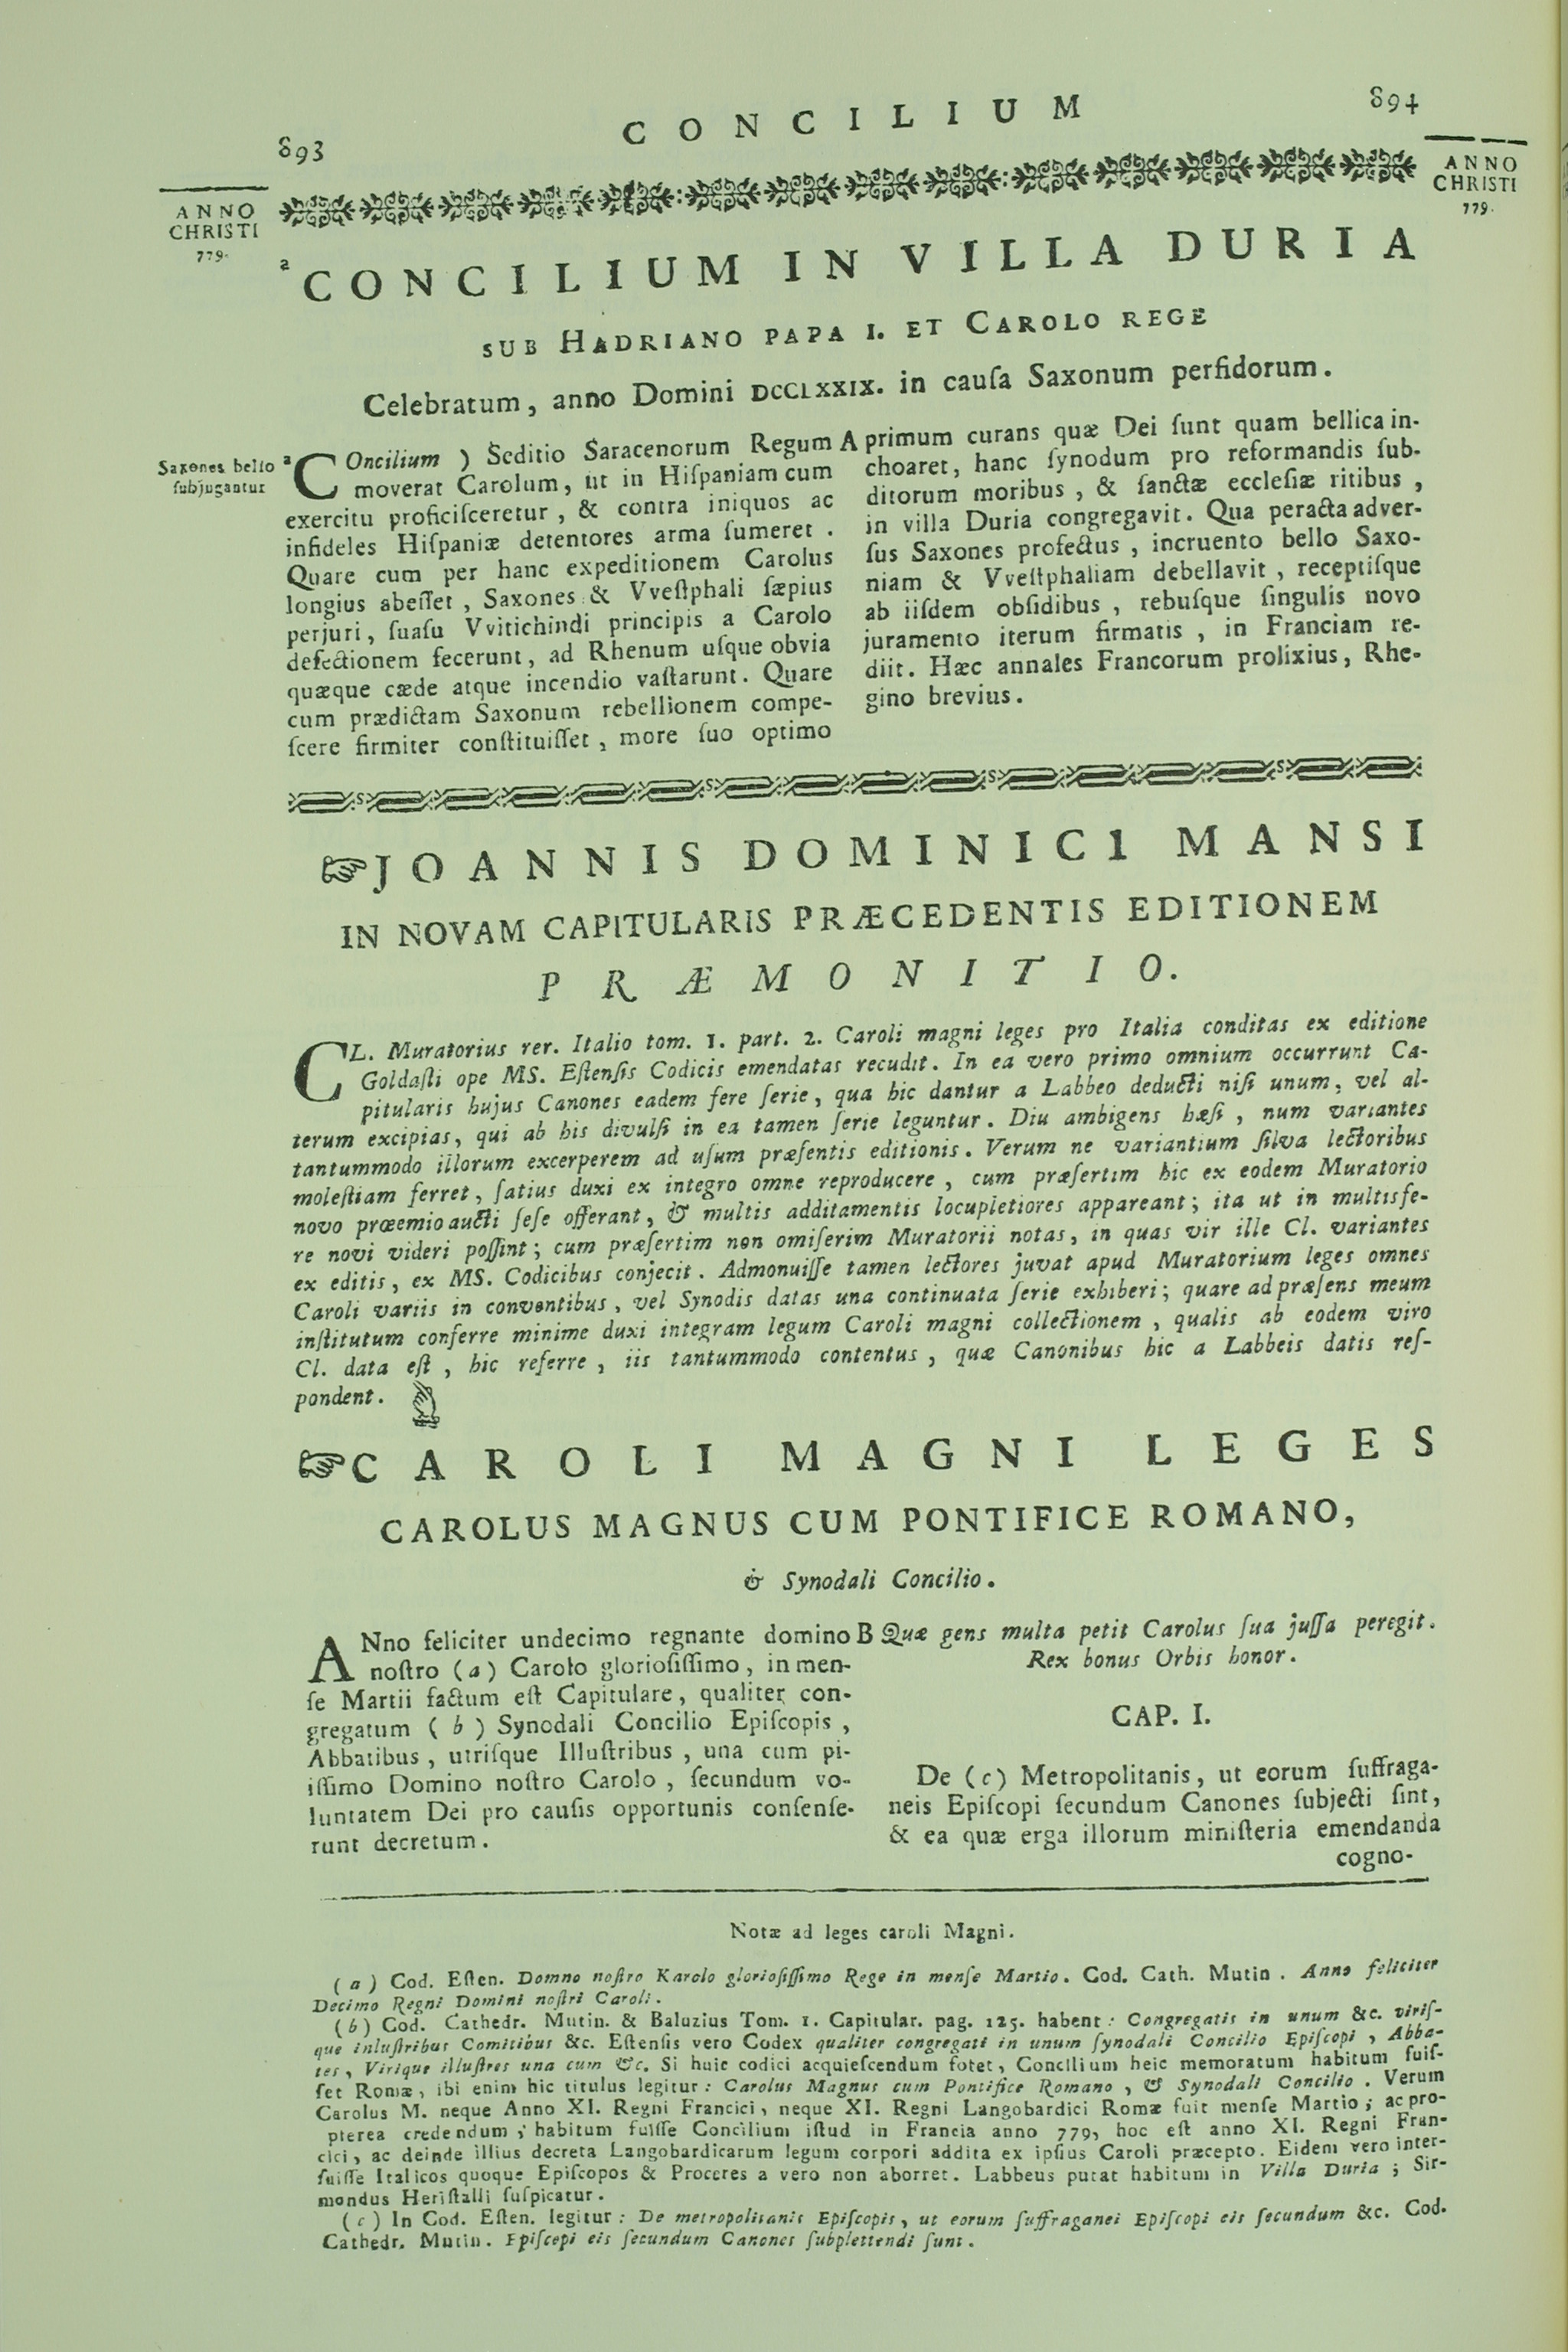 893
CONCILIUM
894
ANNO
CHRISTI
779.
ANNO
CHRISTI
779.
ª CONCILIUM IN VILLA DURIA
SUB HADRIANO PAPA I. ET CAROLO REGE
Celebratum, anno Domini DCCLXXIX. in cauſa Saxonum perfidorum.
Saxones bello
ſubjugantur
ª COncilium ) Seditio Saracenorum Regum
moverat Carolum, ut in Hiſpaniam cum
exercitu proficiſceretur, & contra iniquos ac
infideles Hiſpaniæ detentores arma ſumeret.
Quare cum per hanc expeditionem Carolus
longius abeſſet, Saxones & Vveſtphali ſæpius
perjuri, ſuaſu Vvitichindi principis a Carolo
defectionem fecerunt, ad Rhenum uſque obvia
quæque cæde atque incendio vaſtarunt. Quare
cum prædictam Saxonum rebellionem compe-
ſcere firmiter conſtituiſſet, more ſuo optimo
A primum curans quæ Dei ſunt quam bellica in-
choaret, hanc ſynodum pro reformandis ſub-
ditorum moribus, & ſanctæ eccleſiæ ritibus,
in villa Duria congregavit. Qua peracta adver-
ſus Saxones profectus, incruento bello Saxo-
niam & Vveſtphaliam debellavit, receptiſque
ab iiſdem obſidibus, rebuſque ſingulis novo
juramento iterum firmatis, in Franciam re-
diit. Hæc annales Francorum prolixius, Rhe-
gino brevius.
☞ JOANNIS DOMINICI MANSI
IN NOVAM CAPITULARIS PRÆCEDENTIS EDITIONEM
PRÆMONITIO.
CL. Muratorius rer. Italio tom. 1. part. 2. Caroli magni leges pro Italia conditas ex editione
Goldaſti ope MS. Eſtenſis Codicis emendatas recudit. In ea vero primo omnium occurrunt Ca-
pitularis hujus Canones eadem fere ſerie, qua hic dantur a Labbeo deducti niſi unum, vel al-
terum excipias, qui ab his divulſi in ea tamen ſerie leguntur. Diu ambigens hæſi, num variantes
tantummodo illorum excerperem ad uſum præſentis editionis. Verum ne variantium ſilva lectoribus
moleſtiam ferret, ſatius duxi ex integro omne reproducere, cum præſertim hic ex eodem Muratorio
novo prœemio aucti ſeſe offerant, & multis additamentis locupletiores appareant; ita ut in multis fe-
re novi videri poſſint; cum præſertim non omiſerim Muratorii notas, in quas vir ille Cl. variantes
ex editis, ex MS. Codicibus conjecit. Admonuiſſe tamen lectores juvat apud Muratorium leges omnes
Caroli variis in conventibus, vel Synodis datas una continuata ſerie exhiberi; quare ad præſens meum
inſtitutum conferre minime duxi integram legum Caroli magni collectionem, qualis ab eodem viro
Cl. data eſt, hic referre, iis tantummodo contentus, quæ Canonibus hic a Labbeis datis reſ-
pondent.
☞ CAROLI MAGNI LEGES
CAROLUS MAGNUS CUM PONTIFICE ROMANO,
& Synodali Concilio.
ANno feliciter undecimo regnante domino
noſtro (a) Carolo glorioſiſſimo, in men-
ſe Martii factum eſt Capitulare, qualiter con-
gregatum (b) Synodali Concilio Epiſcopis,
Abbatibus, utriſque Illuſtribus, una cum pi-
iſſimo Domino noſtro Carolo, ſecundum vo-
luntatem Dei pro cauſis opportunis conſenſe-
runt decretum.
B Quæ gens multa petit Carolus ſua juſſa peregit.
Rex bonus Orbis honor.
CAP. I.
De (c) Metropolitanis, ut eorum ſuffraga-
neis Epiſcopi ſecundum Canones ſubjecti ſint,
& ea quæ erga illorum miniſteria emendanda
cogno-
Notæ ad leges caroli Magni.
(a) Cod. Eſten. Domno noſtro Karolo glorioſiſſimo Rege in menſe Martio. Cod. Cath. Mutin. Anno feliciter
Decimo Regni Domini noſtri Caroli.
(b) Cod. Cathedr. Mutin. & Baluzius Tom. 1. Capitular. pag. 125. habent: Congregatis in unum &c. viriſ-
que inluſtribus Comitibus &c. Eſtenſis vero Codex qualiter congregati in unum ſynodali Concilio Epiſcopi, Abba-
tes, Virique illuſtres una cum &c. Si huic codici acquieſcendum foret, Concilium heic memoratum habitum fuiſ-
ſet Romæ, ibi enim hic titulus legitur: Carolus Magnus cum Pontifice Romano, & Synodali Concilio. Verum
Carolus M. neque Anno XI. Regni Francici, neque XI. Regni Langobardici Romæ fuit menſe Martio; ac pro-
pterea credendum, habitum fuiſſe Concilium iſtud in Francia anno 779, hoc eſt anno XI. Regni Fran-
cici, ac deinde illius decreta Langobardicarum legum corpori addita ex ipſius Caroli præcepto. Eidem vero inter-
fuiſſe Italicos quoque Epiſcopos & Proceres a vero non aborret. Labbeus putat habitum in Villa Duria; Sir-
mondus Heriſtalli ſuſpicatur.
(c) In Cod. Eſten. legitur: De metropolitanis Epiſcopis, ut eorum ſuffraganei Epiſcopi eis ſecundum &c. Cod.
Cathedr. Mutin. Epiſcepi eis ſecundum Canones ſubplettendi ſunt.